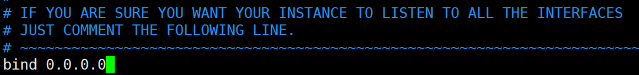 # IF YOU ARE SURE YOU WANT YOUR INSTANCE TO LISTEN TO ALL THE INTERFACES
# JUST COMMENT THE FOLLOWING LINE.
# ~~~~~~~~~~~~~~~~~~~~~~~~~~~~~~~~~~~~~~~~~~~~~~~~~~~~~~~~~~~~~~~~~~~~~~~~
bind 0.0.0.0